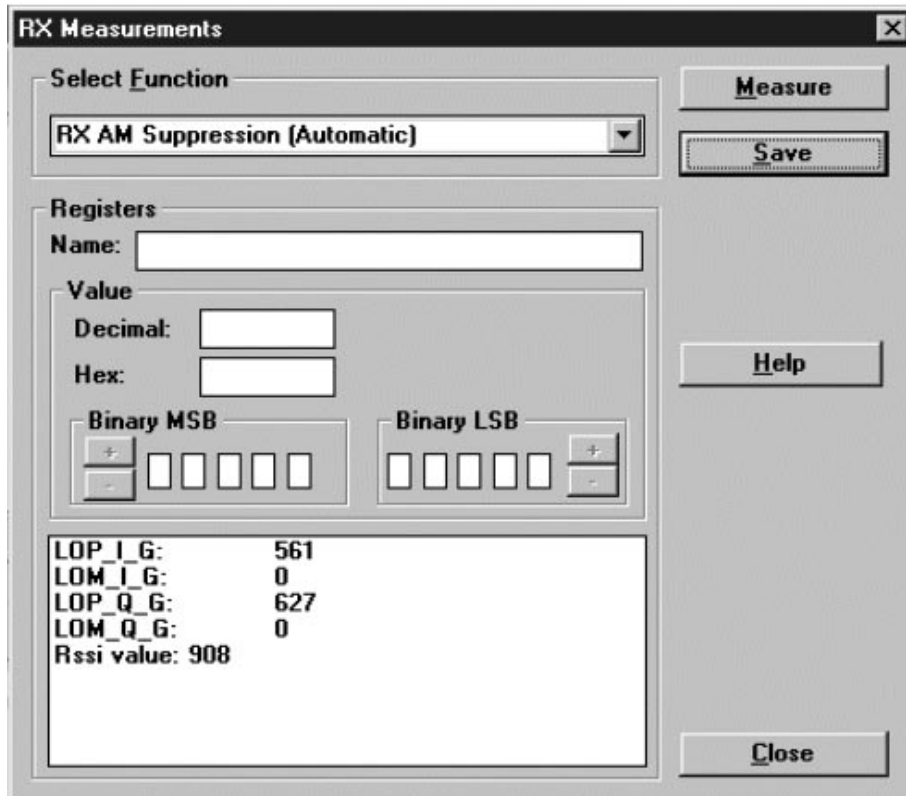 RX Measurements
Select Function
Measure
RX AM Suppression (Automatic)
Save
Registers
Name:
Value
Decimal:
Hex:
Help
Binary MSB
Binary LSB
+
-
+
-
LOP_I_G: 561
LOM_I_G: 0
LOP_Q_G: 627
LOM_Q_G: 0
Rssi value: 908
Close